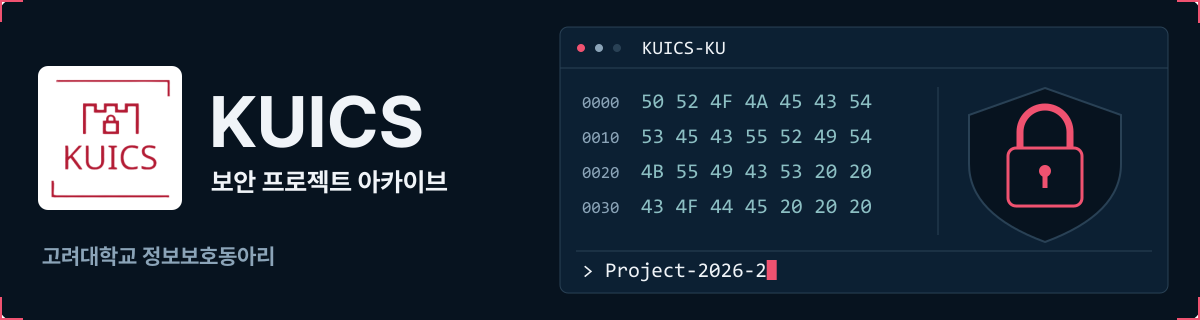 KUICS
KUICS
보안 프로젝트 아카이브
고려대학교 정보보호동아리
KUICS-KU
0000 50 52 4F 4A 45 43 54
0010 53 45 43 55 52 49 54
0020 4B 55 49 43 53 20 20
0030 43 4F 44 45 20 20 20
> Project-2026-2